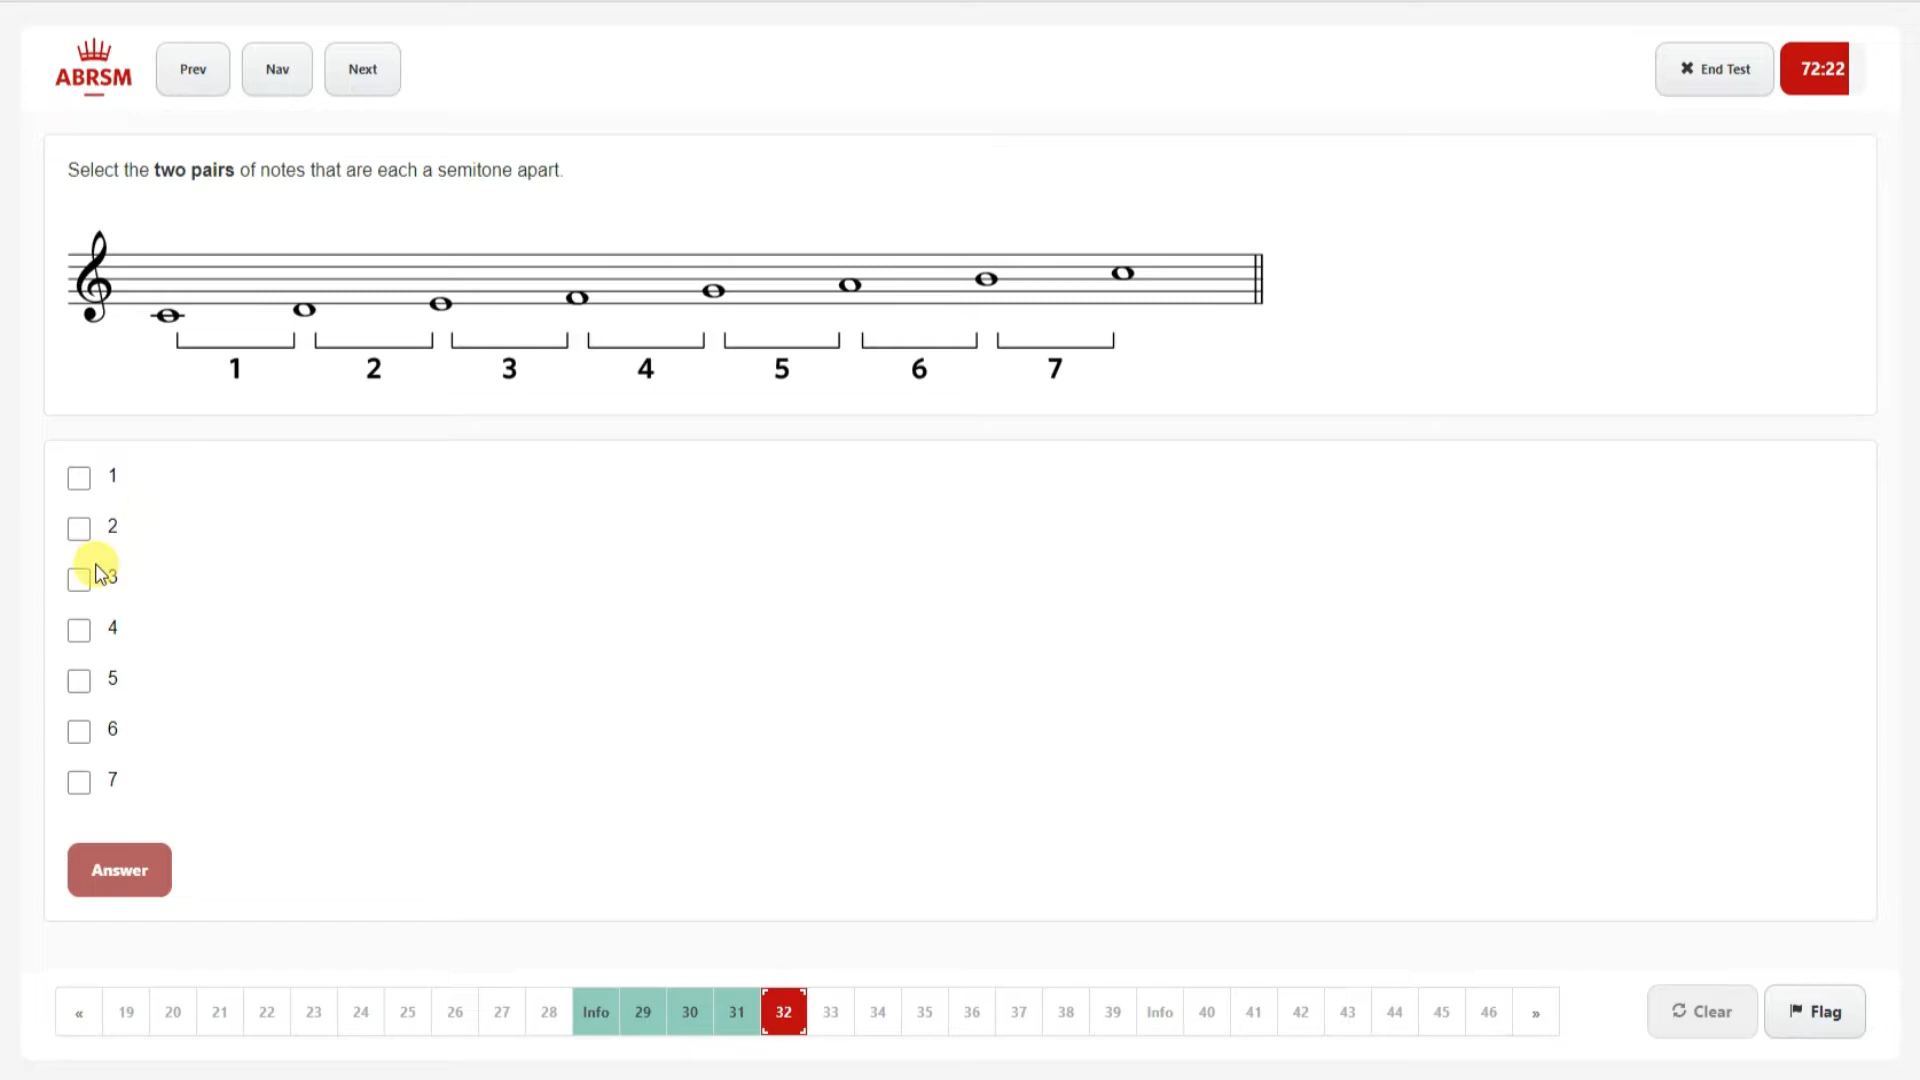 ABRSM
Prev
Nav
Next
✖ End Test
72:22
Select the two pairs of notes that are each a semitone apart.
1 2 3 4 5 6 7
1
2
3
4
5
6
7
Answer
« 19 20 21 22 23 24 25 26 27 28 Info 29 30 31 32 33 34 35 36 37 38 39 Info 40 41 42 43 44 45 46 »
Clear
Flag